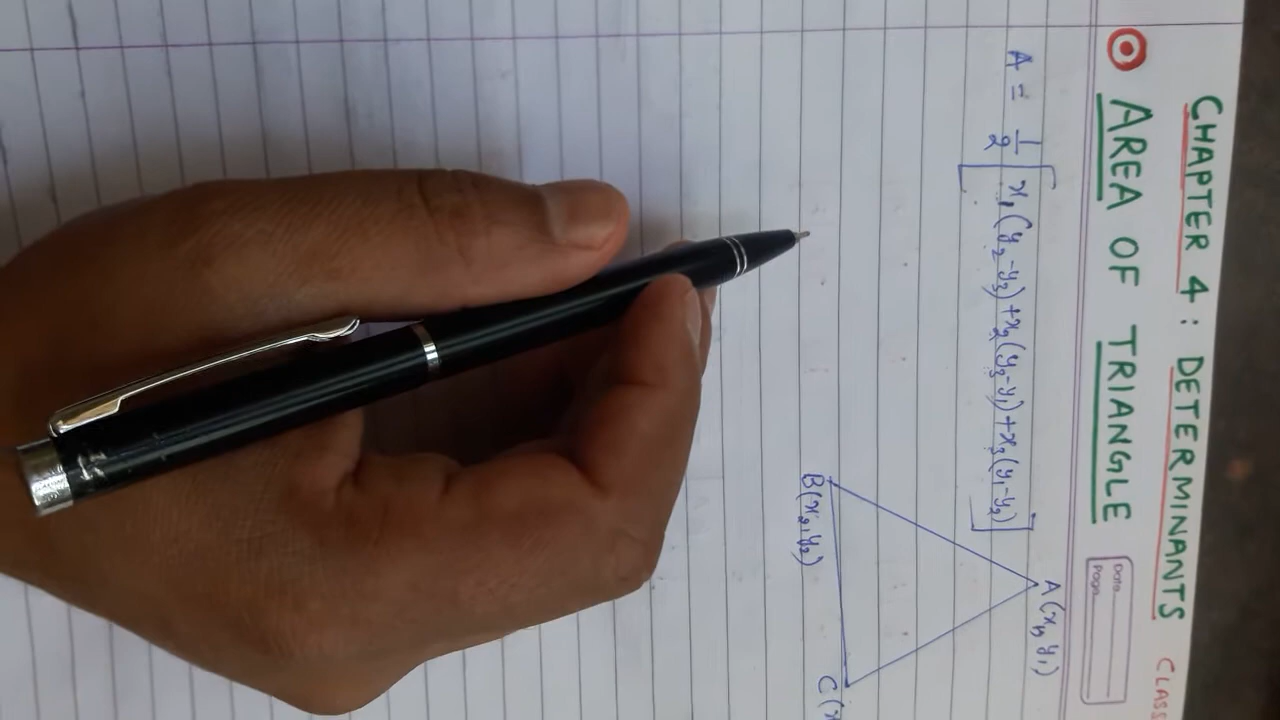 CHAPTER 4 : DETERMINANTS CLASS
AREA OF TRIANGLE
Date
Page
A = 1/2 [x₁(y₂-y₃)+x₂(y₃-y₁)+x₃(y₁-y₂)]
A(x₁, y₁)
B(x₂, y₂)
C(x